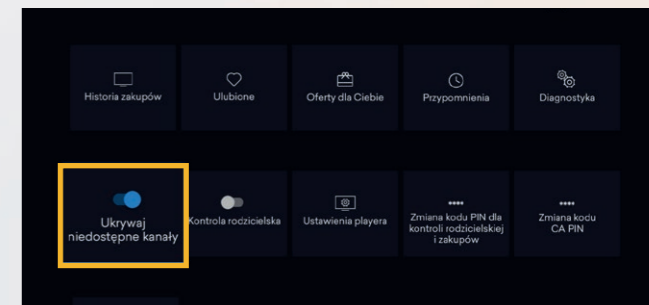 Historia zakupów
Ulubione
Oferty dla Ciebie
Przypomnienia
Diagnostyka
Ukrywaj
niedostępne kanały
Kontrola rodzicielska
Ustawienia playera
Zmiana kodu PIN dla
kontroli rodzicielskiej
i zakupów
Zmiana kodu
CA PIN